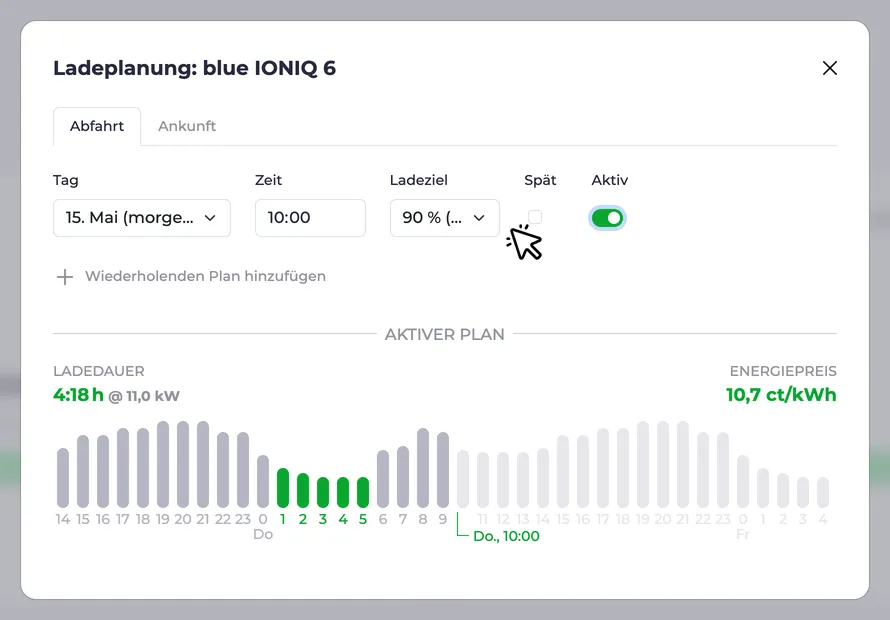 Ladeplanung: blue IONIQ 6
Abfahrt Ankunft
Tag Zeit Ladeziel Spät Aktiv
15. Mai (morge... 10:00 90 % (...
Wiederholenden Plan hinzufügen
AKTIVER PLAN
LADEDAUER ENERGIEPREIS
4:18 h @ 11,0 kW 10,7 ct/kWh
14 15 16 17 18 19 20 21 22 23 0 1 2 3 4 5 6 7 8 9 11 12 13 14 15 16 17 18 19 20 21 22 23 0 1 2 3 4
Do Fr
Do., 10:00